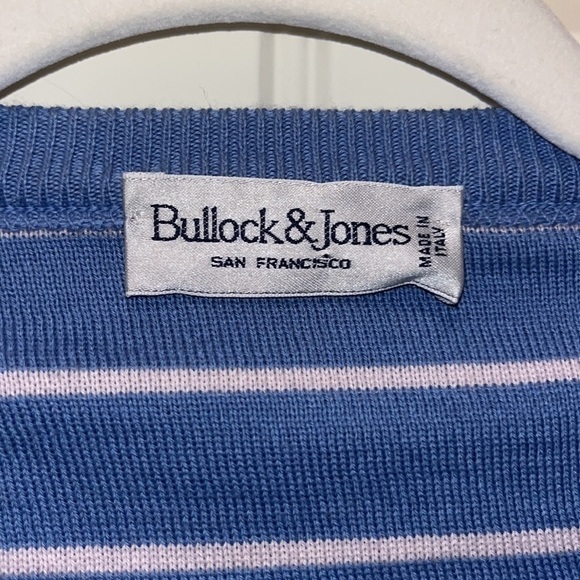 Bullock&Jones
SAN FRANCISCO
MADE IN
ITALY